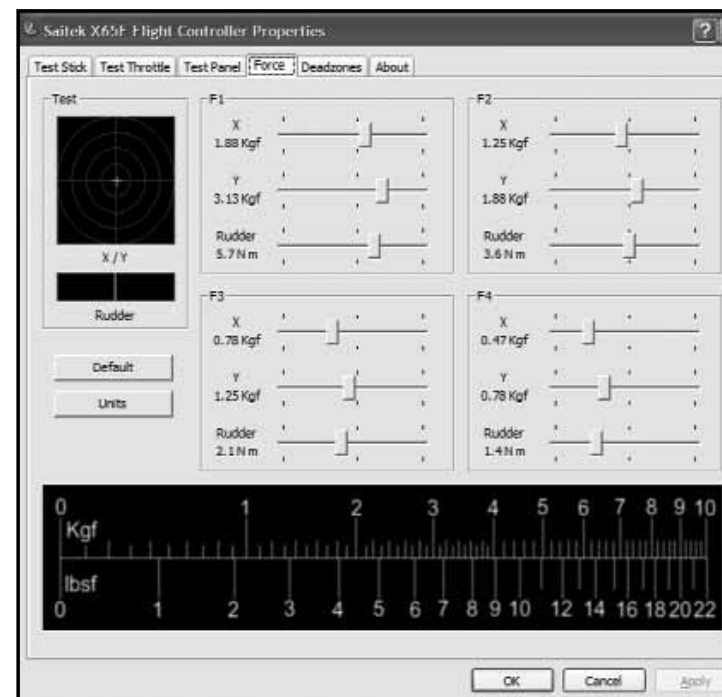 Saitek X65F Flight Controller Properties
?
Test Stick Test Throttle Test Panel Force Deadzones About
Test
X / Y
Rudder
Default
Units
F1
X
1.88 Kgf
Y
3.13 Kgf
Rudder
5.7 N m
F2
X
1.25 Kgf
Y
1.88 Kgf
Rudder
3.6 N m
F3
X
0.78 Kgf
Y
1.25 Kgf
Rudder
2.1 N m
F4
X
0.47 Kgf
Y
0.78 Kgf
Rudder
1.4 N m
0 1 2 3 4 5 6 7 8 9 10
Kgf
lbsf
0 1 2 3 4 5 6 7 8 9 10 12 14 16 18 20 22
OK Cancel Apply